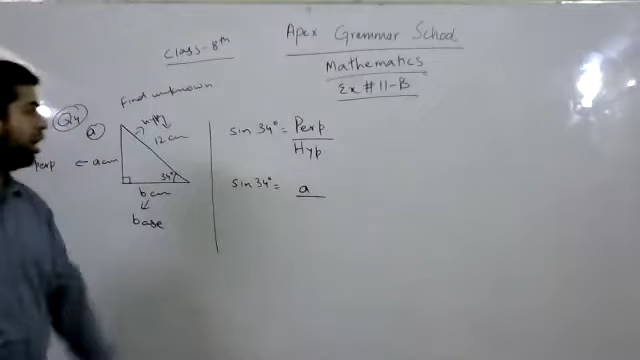 Apex Grammar School
Class-8th
Mathematics
Ex # 11-B
Find unknown
Q4
a
Hyp
12 cm
Perp ← a cm
34°
b cm
base
sin 34° = Perp
Hyp
sin 34° = a